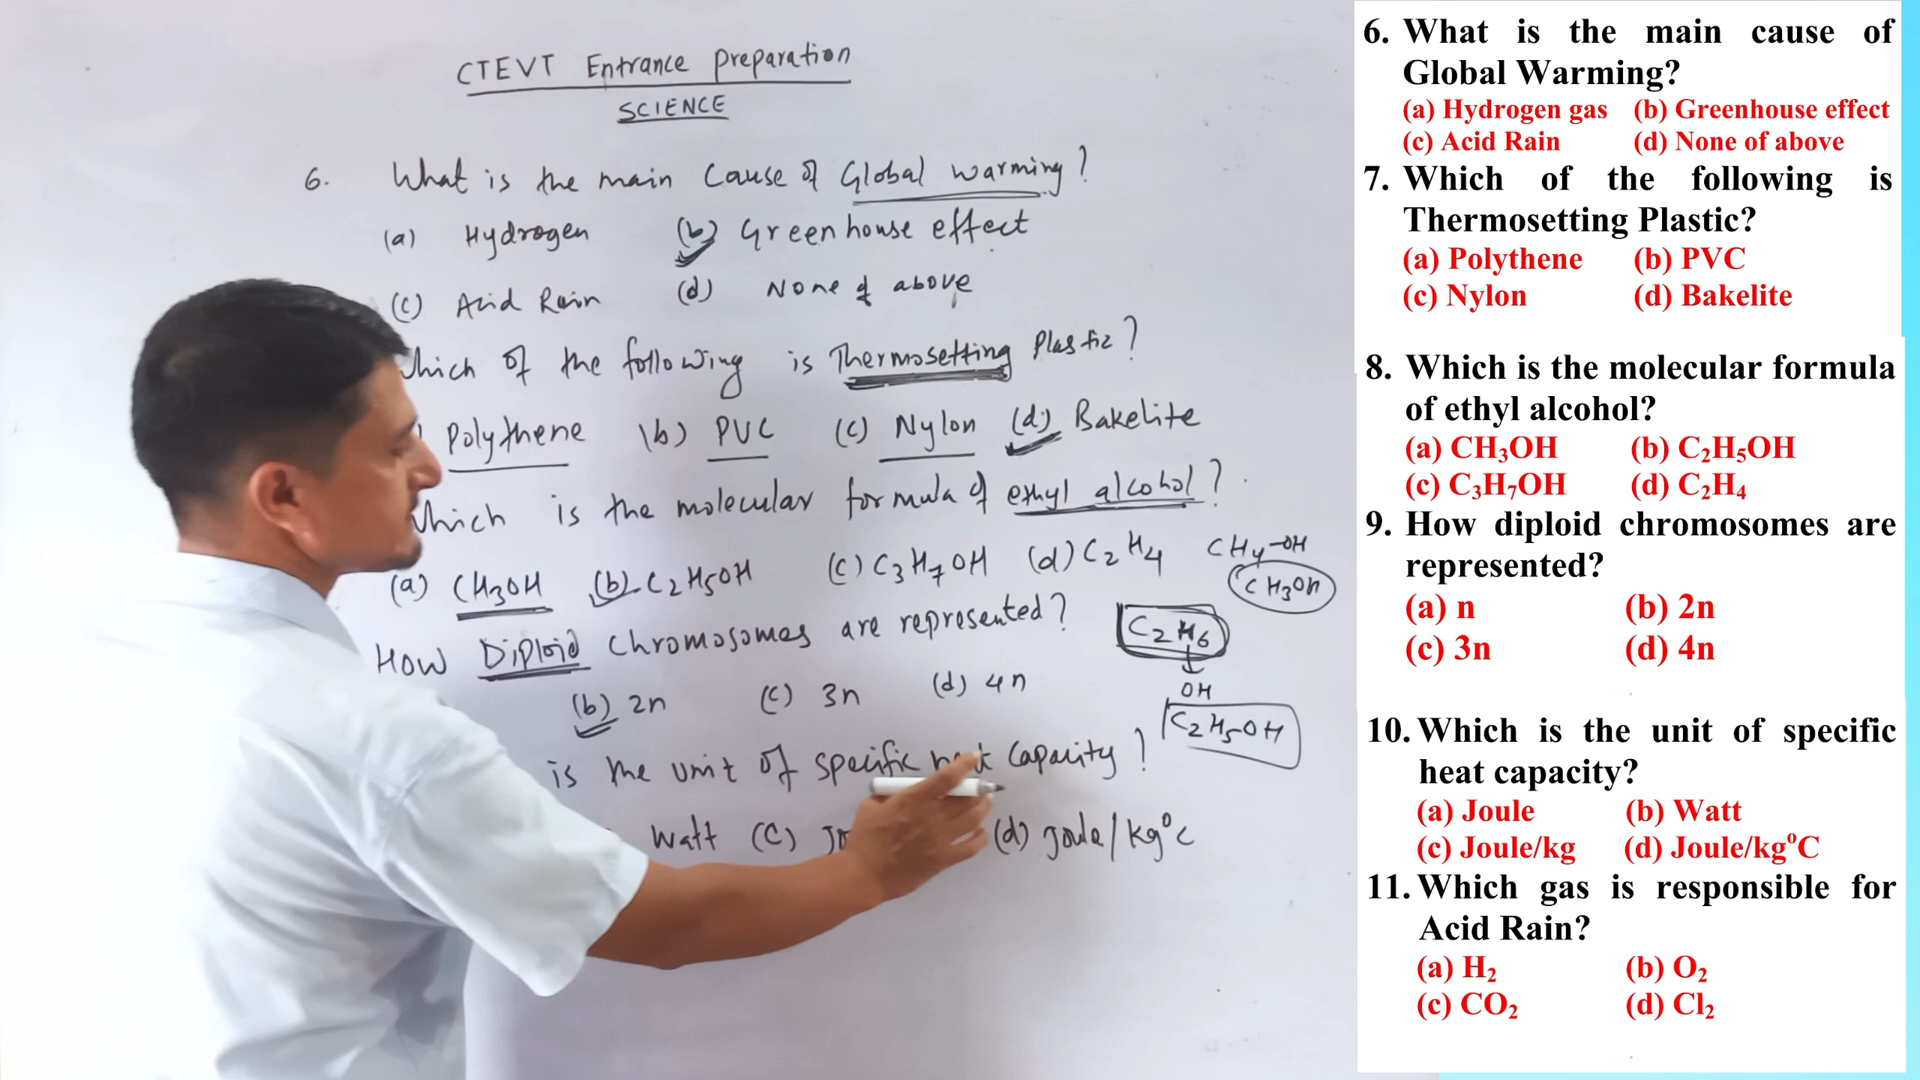 CTEVT Entrance preparation
SCIENCE
6. What is the main Cause of Global warming?
(a) Hydrogen (b) Greenhouse effect
(c) Acid Rain (d) None of above
Which of the following is Thermosetting Plastic?
Polythene (b) PVC (c) Nylon (d) Bakelite
Which is the molecular formula of ethyl alcohol?
(a) CH3OH (b) C2H5OH (c) C3H7OH (d) C2H4
CH4-OH
CH3OH
How Diploid chromosomes are represented?
C2H6
OH
C2H5OH
(b) 2n (c) 3n (d) 4n
is the unit of specific heat capacity?
Watt (c) (d) Joule/kg°C
6. What is the main cause of
Global Warming?
(a) Hydrogen gas (b) Greenhouse effect
(c) Acid Rain (d) None of above
7. Which of the following is
Thermosetting Plastic?
(a) Polythene (b) PVC
(c) Nylon (d) Bakelite
8. Which is the molecular formula
of ethyl alcohol?
(a) CH₃OH (b) C₂H₅OH
(c) C₃H₇OH (d) C₂H₄
9. How diploid chromosomes are
represented?
(a) n (b) 2n
(c) 3n (d) 4n
10. Which is the unit of specific
heat capacity?
(a) Joule (b) Watt
(c) Joule/kg (d) Joule/kg⁰C
11. Which gas is responsible for
Acid Rain?
(a) H₂ (b) O₂
(c) CO₂ (d) Cl₂